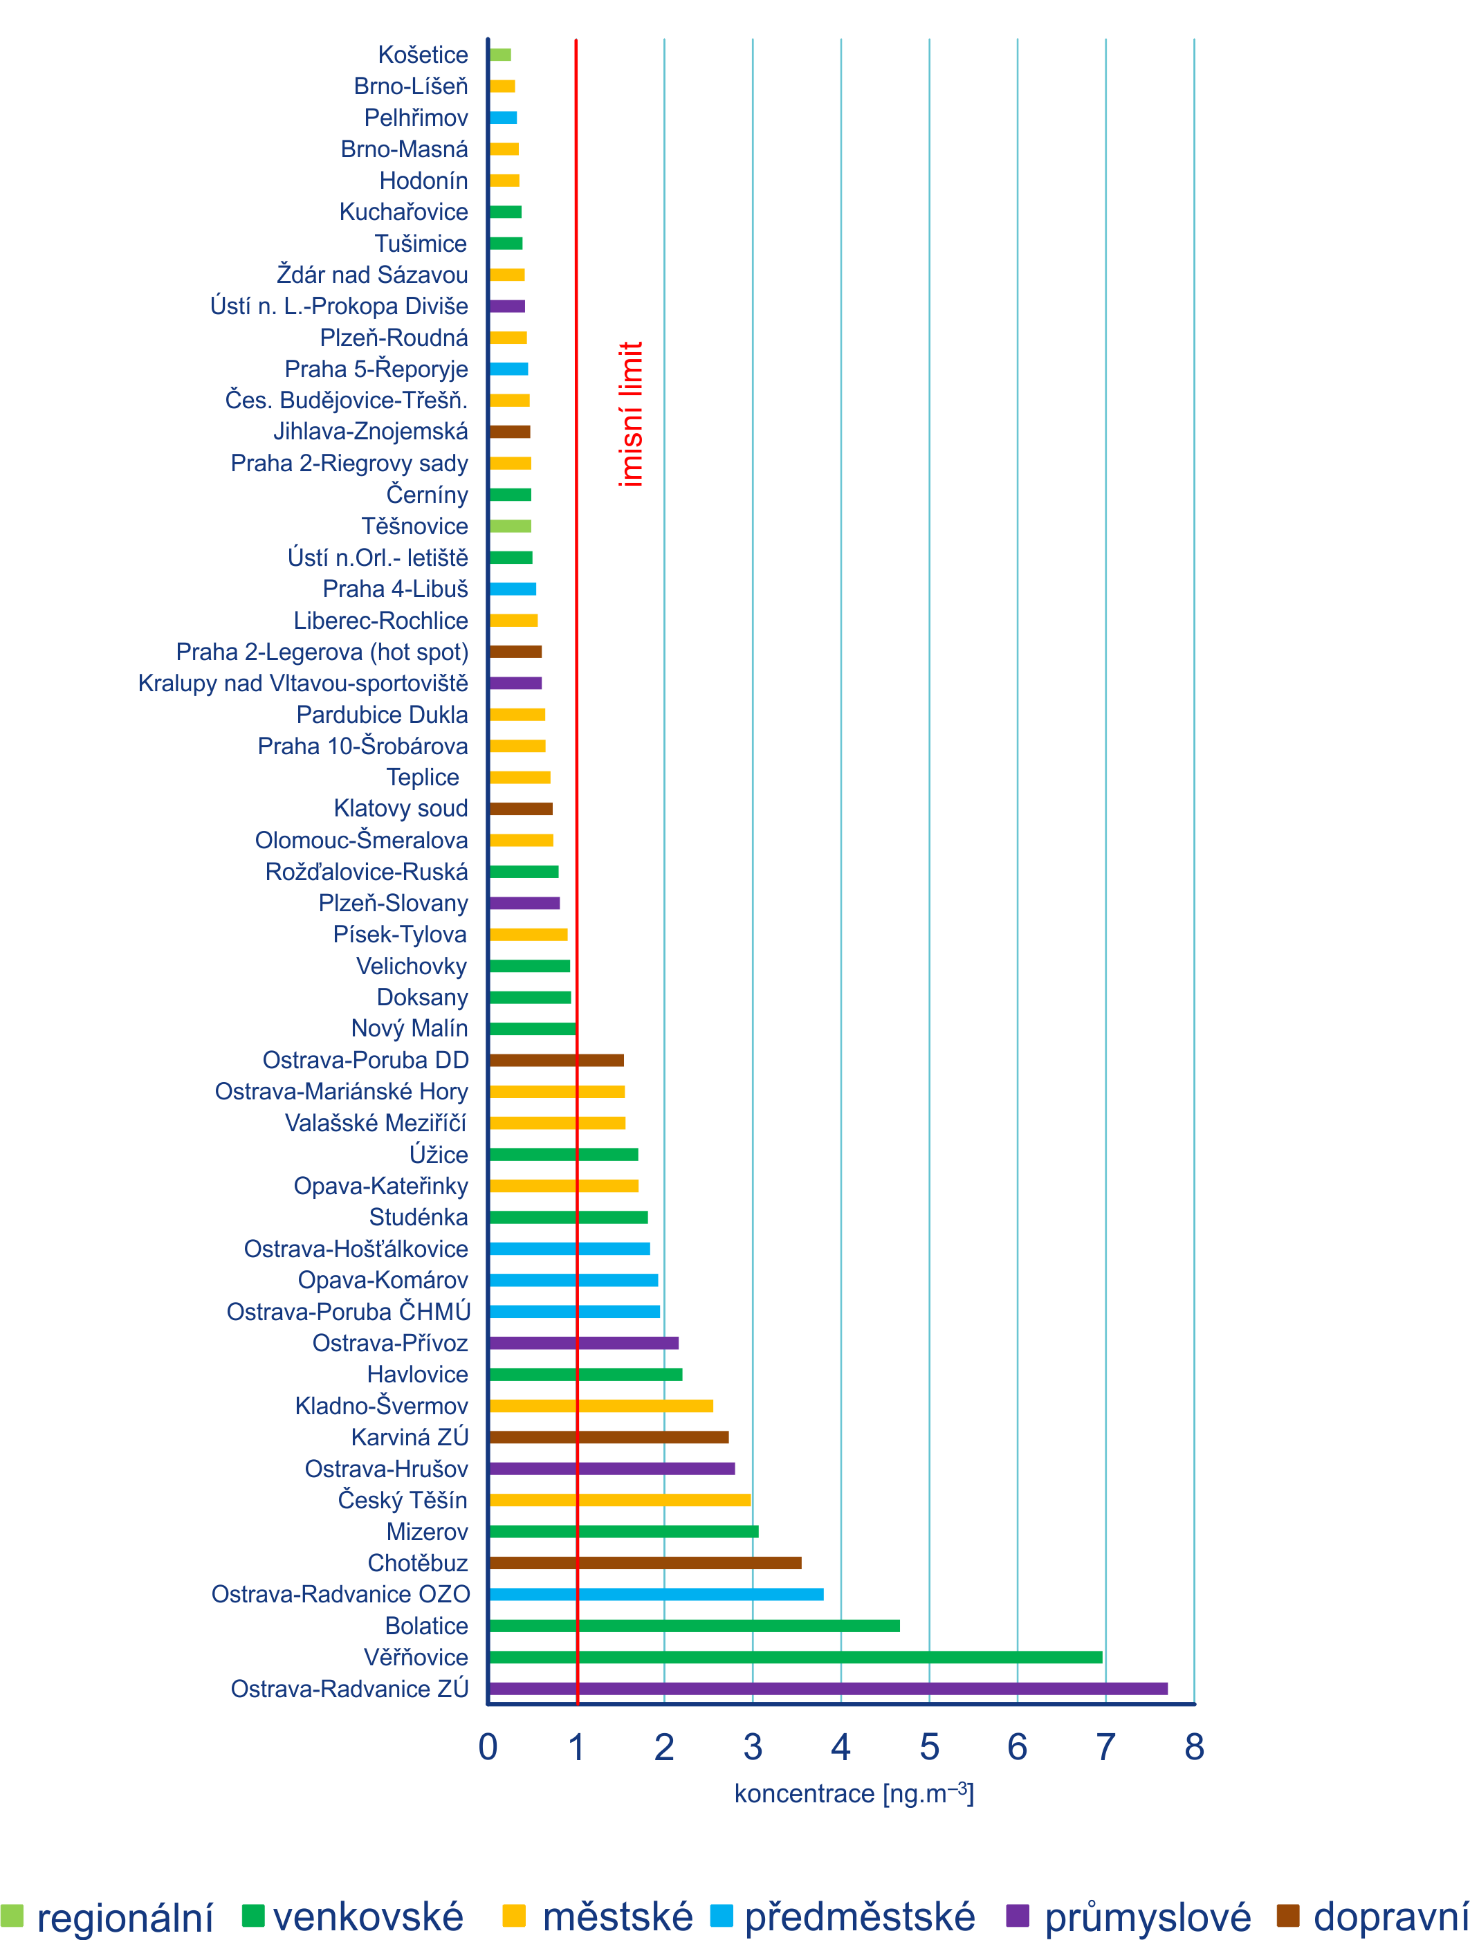 Košetice
Brno-Líšeň
Pelhřimov
Brno-Masná
Hodonín
Kuchařovice
Tušimice
Ždár nad Sázavou
Ústí n. L.-Prokopa Diviše
Plzeň-Roudná
Praha 5-Řeporyje
Čes. Budějovice-Třešň.
Jihlava-Znojemská
Praha 2-Riegrovy sady
Černíny
Těšnovice
Ústí n.Orl.- letiště
Praha 4-Libuš
Liberec-Rochlice
Praha 2-Legerova (hot spot)
Kralupy nad Vltavou-sportoviště
Pardubice Dukla
Praha 10-Šrobárova
Teplice
Klatovy soud
Olomouc-Šmeralova
Rožďalovice-Ruská
Plzeň-Slovany
Písek-Tylova
Velichovky
Doksany
Nový Malín
Ostrava-Poruba DD
Ostrava-Mariánské Hory
Valašské Meziříčí
Úžice
Opava-Kateřinky
Studénka
Ostrava-Hošťálkovice
Opava-Komárov
Ostrava-Poruba ČHMÚ
Ostrava-Přívoz
Havlovice
Kladno-Švermov
Karviná ZÚ
Ostrava-Hrušov
Český Těšín
Mizerov
Chotěbuz
Ostrava-Radvanice OZO
Bolatice
Věřňovice
Ostrava-Radvanice ZÚ
imisní limit
0 1 2 3 4 5 6 7 8
koncentrace [ng.m⁻³]
regionální venkovské městské předměstské průmyslové dopravní